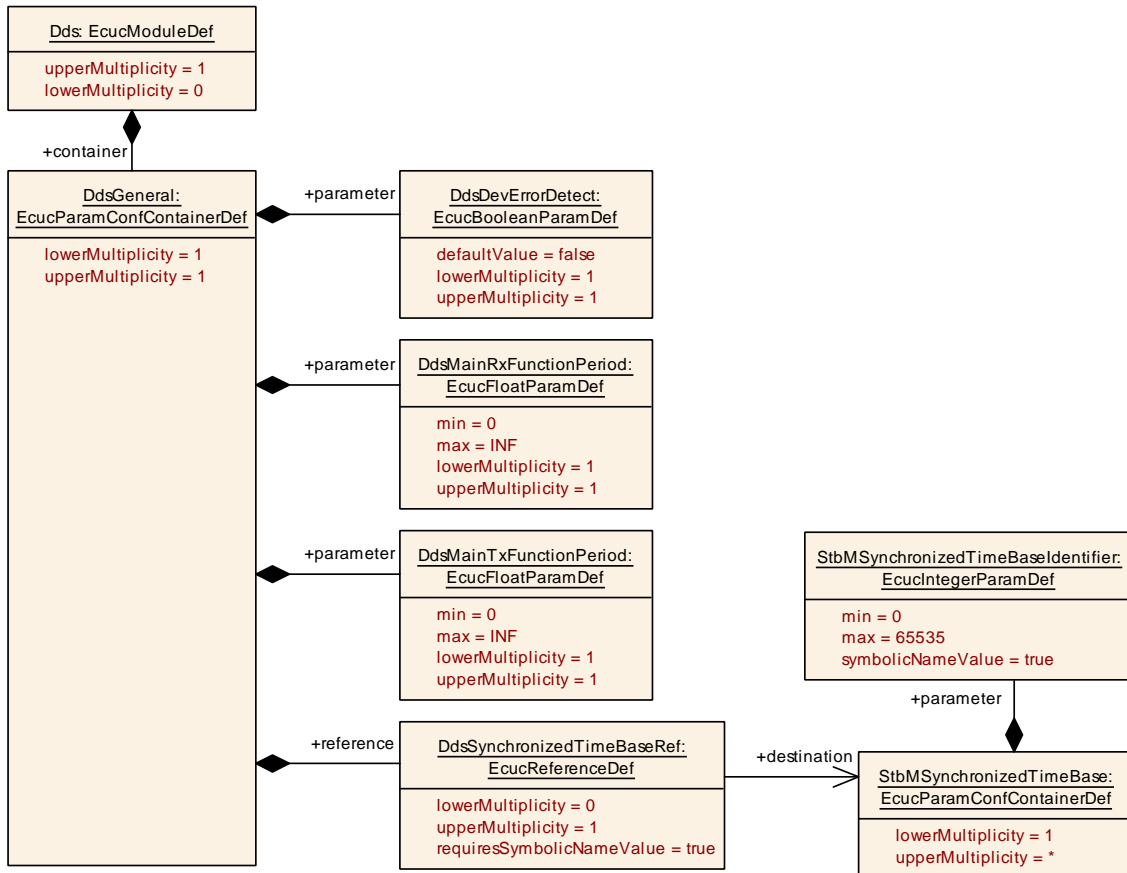 Dds: EcucModuleDef
upperMultiplicity = 1
lowerMultiplicity = 0
+container
DdsGeneral:
EcucParamConfContainerDef
lowerMultiplicity = 1
upperMultiplicity = 1
+parameter
DdsDevErrorDetect:
EcucBooleanParamDef
defaultValue = false
lowerMultiplicity = 1
upperMultiplicity = 1
+parameter
DdsMainRxFunctionPeriod:
EcucFloatParamDef
min = 0
max = INF
lowerMultiplicity = 1
upperMultiplicity = 1
+parameter
DdsMainTxFunctionPeriod:
EcucFloatParamDef
min = 0
max = INF
lowerMultiplicity = 1
upperMultiplicity = 1
StbMSynchronizedTimeBaseIdentifier:
EcucIntegerParamDef
min = 0
max = 65535
symbolicNameValue = true
+parameter
+reference
DdsSynchronizedTimeBaseRef:
EcucReferenceDef
lowerMultiplicity = 0
upperMultiplicity = 1
requiresSymbolicNameValue = true
+destination
StbMSynchronizedTimeBase:
EcucParamConfContainerDef
lowerMultiplicity = 1
upperMultiplicity = *